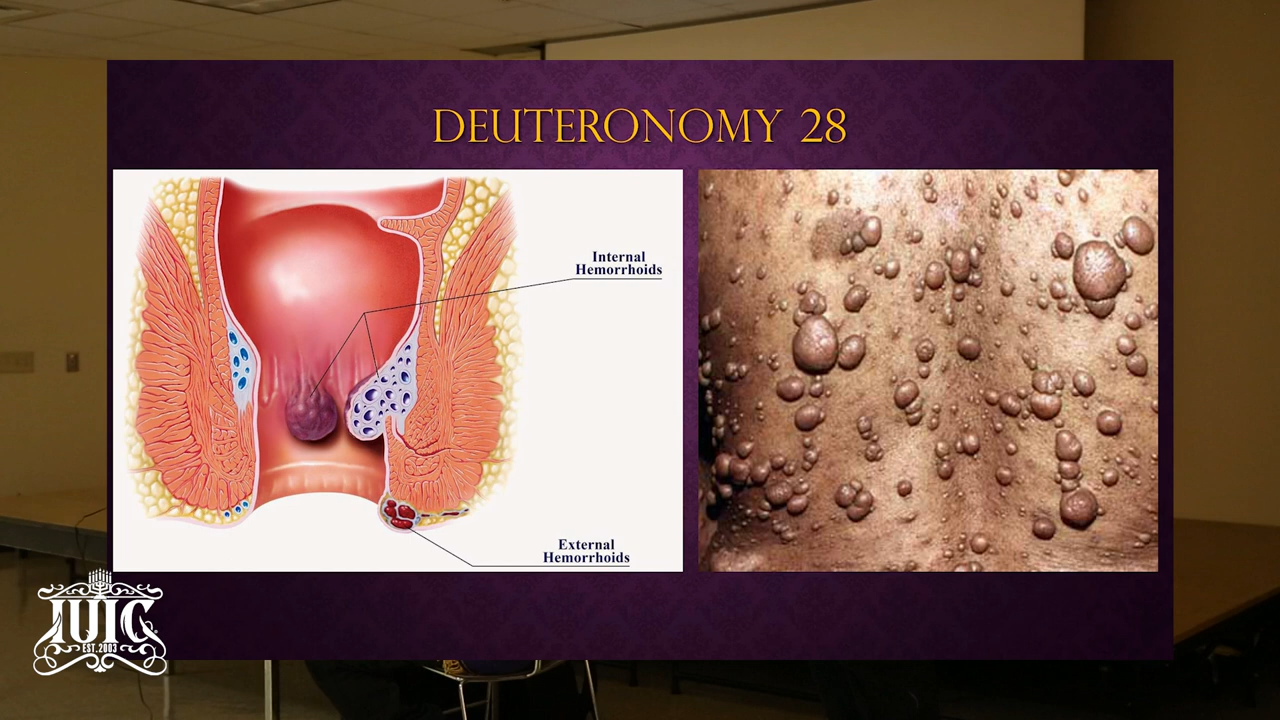 DEUTERONOMY 28
Internal
Hemorrhoids
External
Hemorrhoids
IUIC
EST. 2003